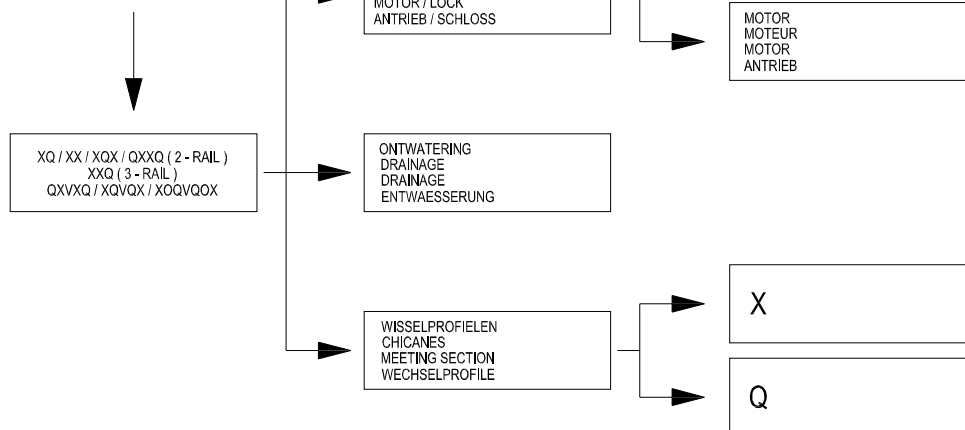 MOTOR / LOCK
ANTRIEB / SCHLOSS
MOTOR
MOTEUR
MOTOR
ANTRIEB
XQ / XX / XQX / QXXQ ( 2 - RAIL )
XXQ ( 3 - RAIL )
QXVXQ / XQVQX / XOQVQOX
ONTWATERING
DRAINAGE
DRAINAGE
ENTWAESSERUNG
WISSELPROFIELEN
CHICANES
MEETING SECTION
WECHSELPROFILE
X
Q